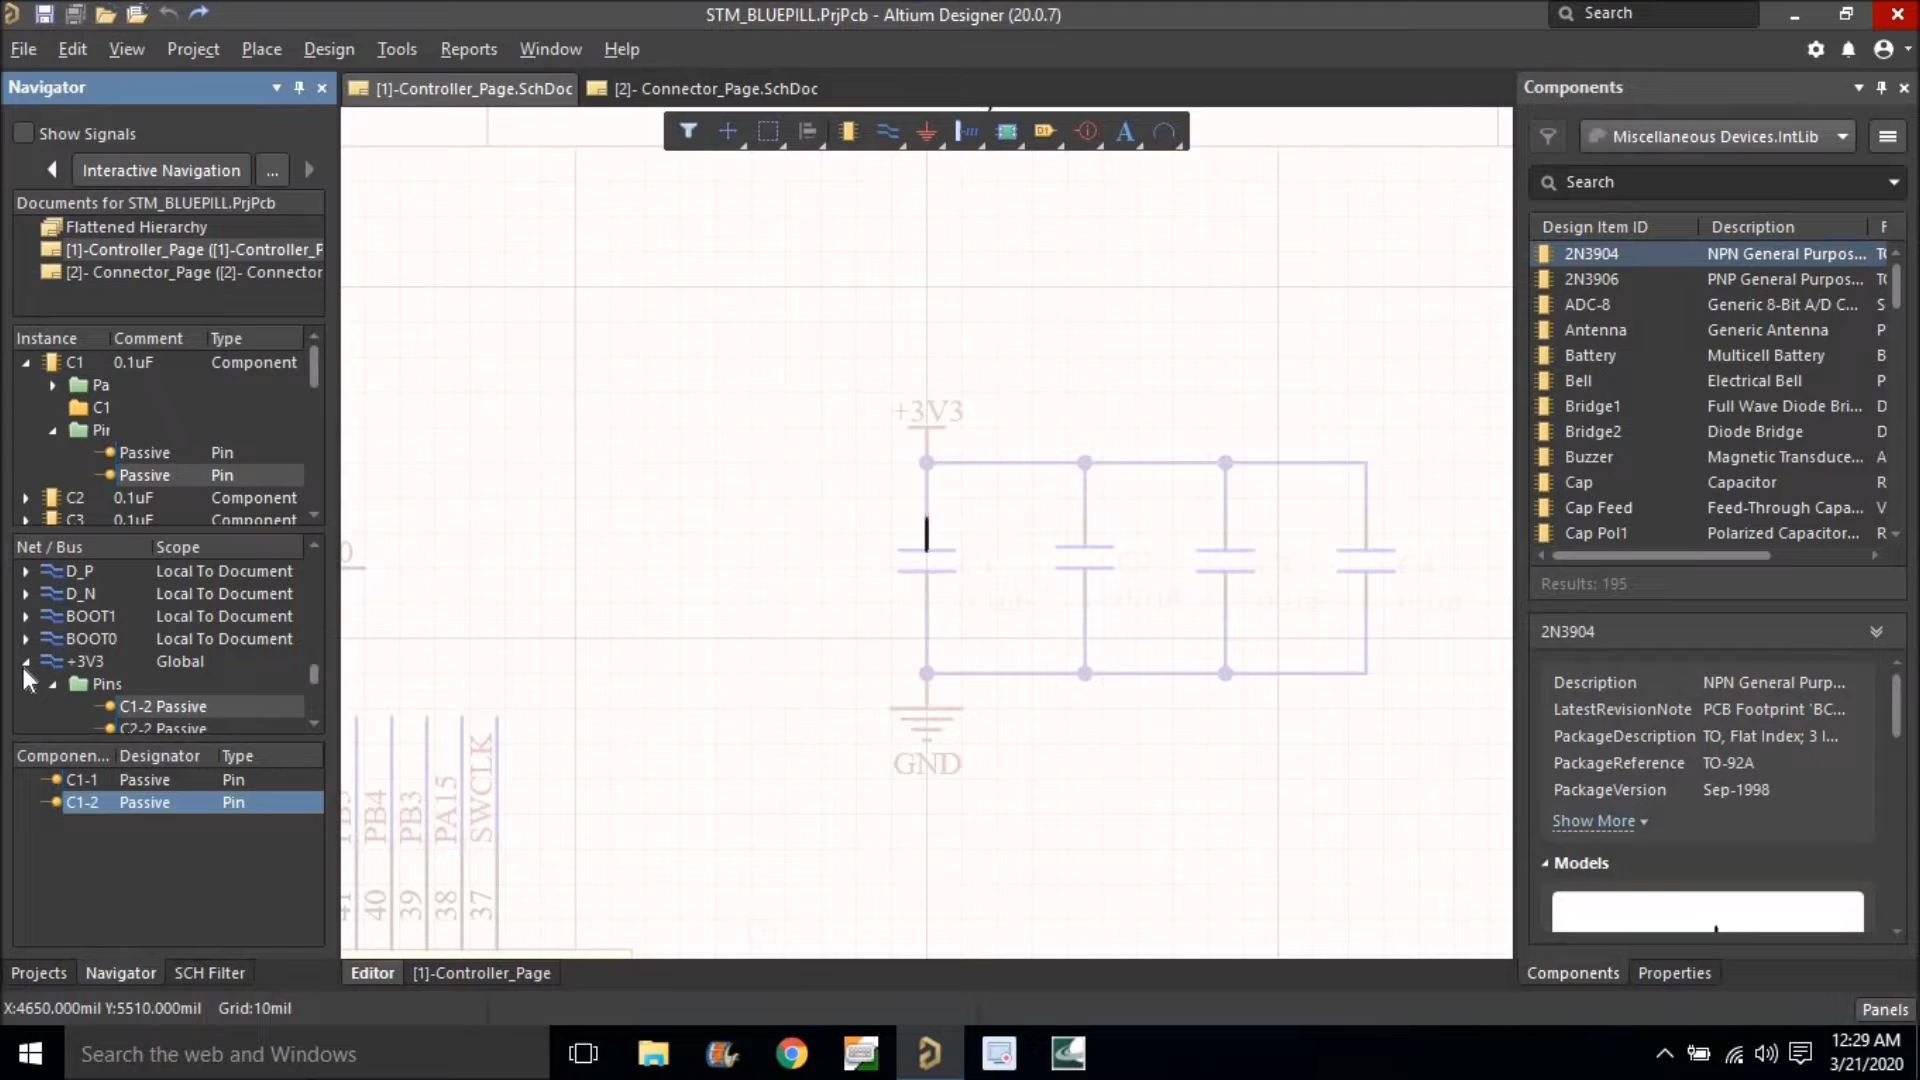 STM_BLUEPILL.PrjPcb - Altium Designer (20.0.7)
Search
File Edit View Project Place Design Tools Reports Window Help
Navigator
[1]-Controller_Page.SchDoc
[2]- Connector_Page.SchDoc
Components
Show Signals
Interactive Navigation
...
Miscellaneous Devices.IntLib
Search
Documents for STM_BLUEPILL.PrjPcb
Flattened Hierarchy
[1]-Controller_Page ([1]-Controller_P
[2]- Connector_Page ([2]- Connector
Instance Comment Type
C1 0.1uF Component
Pa
C1
Pir
Passive Pin
Passive Pin
C2 0.1uF Component
C3 0.1uF Component
Net / Bus Scope
D_P Local To Document
D_N Local To Document
BOOT1 Local To Document
BOOT0 Local To Document
+3V3 Global
Pins
C1-2 Passive
C2-2 Passive
Componen... Designator Type
C1-1 Passive Pin
C1-2 Passive Pin
+3V3
GND
PB4
PB3
PA15
SWCLK
41
40
39
38
37
Design Item ID Description F
2N3904 NPN General Purpos... TO
2N3906 PNP General Purpos... TO
ADC-8 Generic 8-Bit A/D C... S
Antenna Generic Antenna P
Battery Multicell Battery B
Bell Electrical Bell P
Bridge1 Full Wave Diode Bri... D
Bridge2 Diode Bridge D
Buzzer Magnetic Transduce... A
Cap Capacitor R
Cap Feed Feed-Through Capa... V
Cap Pol1 Polarized Capacitor... R
Results: 195
2N3904
Description NPN General Purp...
LatestRevisionNote PCB Footprint `BC...
PackageDescription TO, Flat Index; 3 I...
PackageReference TO-92A
PackageVersion Sep-1998
Show More
Models
Projects Navigator SCH Filter
Editor [1]-Controller_Page
Components Properties
X:4650.000mil Y:5510.000mil Grid:10mil
Panels
Search the web and Windows
12:29 AM
3/21/2020